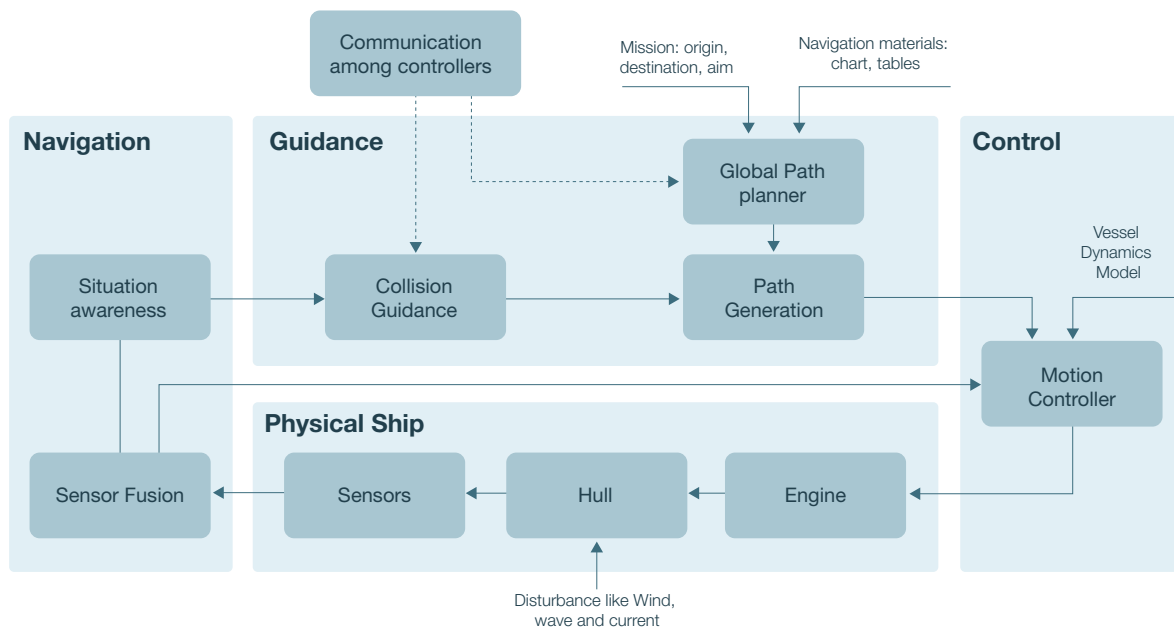 Communication
among controllers
Mission: origin,
destination, aim
Navigation materials:
chart, tables
Navigation
Guidance
Control
Global Path
planner
Vessel
Dynamics
Model
Situation
awareness
Collision
Guidance
Path
Generation
Motion
Controller
Physical Ship
Sensor Fusion
Sensors
Hull
Engine
Disturbance like Wind,
wave and current